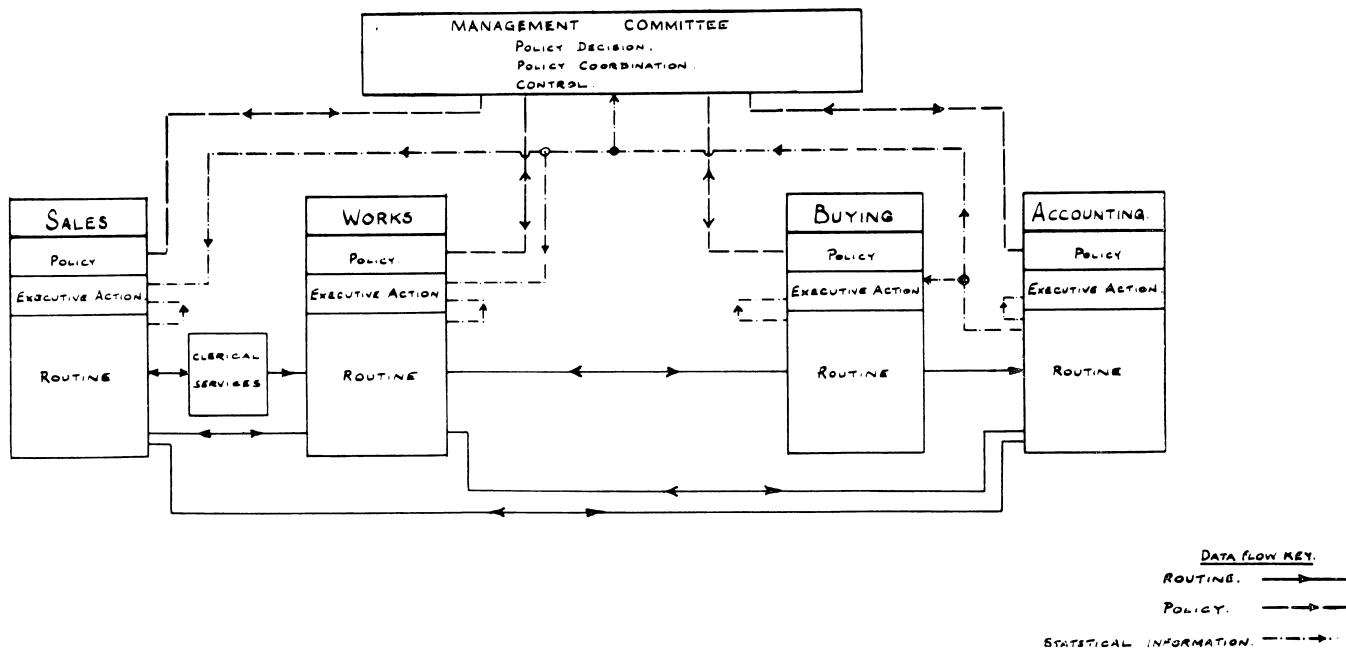 MANAGEMENT COMMITTEE
POLICY DECISION.
POLICY COORDINATION.
CONTROL.
SALES
POLICY
EXECUTIVE ACTION.
ROUTINE
CLERICAL
SERVICES
WORKS
POLICY.
EXECUTIVE ACTION
ROUTINE
BUYING
POLICY
EXECUTIVE ACTION
ROUTINE
ACCOUNTING.
POLICY
EXECUTIVE ACTION.
ROUTINE
DATA FLOW KEY.
ROUTINE.
POLICY.
STATISTICAL INFORMATION.